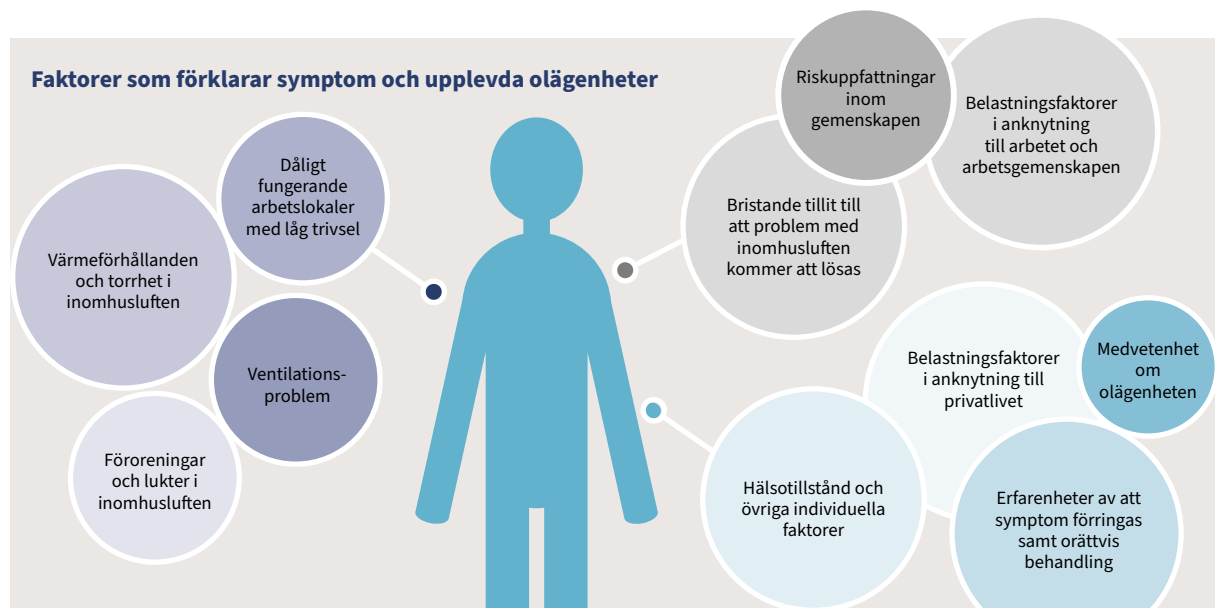 Faktorer som förklarar symptom och upplevda olägenheter
Dåligt
fungerande
arbetslokaler
med låg trivsel
Värmeförhållanden
och torrhet i
inomhusluften
Ventilations-
problem
Föroreningar
och lukter i
inomhusluften
Riskuppfattningar
inom
gemenskapen
Belastningsfaktorer
i anknytning
till arbetet och
arbetsgemenskapen
Bristande tillit till
att problem med
inomhusluften
kommer att lösas
Belastningsfaktorer
i anknytning till
privatlivet
Medvetenhet
om
olägenheten
Hälsotillstånd och
övriga individuella
faktorer
Erfarenheter av att
symptom förringas
samt orättvis
behandling